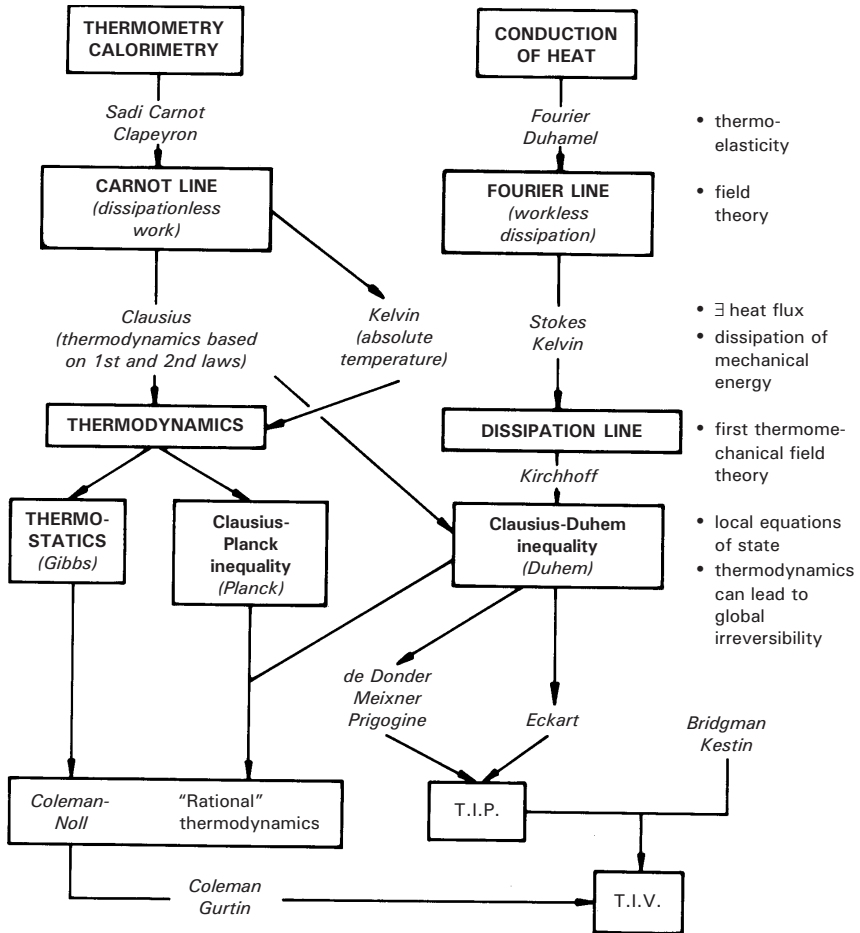 THERMOMETRY
CALORIMETRY
CONDUCTION
OF HEAT
Sadi Carnot
Clapeyron
Fourier
Duhamel
• thermo-
elasticity
CARNOT LINE
(dissipationless
work)
FOURIER LINE
(workless
dissipation)
• field
theory
Clausius
(thermodynamics based
on 1st and 2nd laws)
Kelvin
(absolute
temperature)
Stokes
Kelvin
• ∃ heat flux
• dissipation of
mechanical
energy
THERMODYNAMICS
DISSIPATION LINE
• first thermome-
chanical field
theory
Kirchhoff
THERMO-
STATICS
(Gibbs)
Clausius-
Planck
inequality
(Planck)
Clausius-Duhem
inequality
(Duhem)
• local equations
of state
• thermodynamics
can lead to
global
irreversibility
de Donder
Meixner
Prigogine
Eckart
Bridgman
Kestin
Coleman-
Noll
“Rational”
thermodynamics
T.I.P.
Coleman
Gurtin
T.I.V.